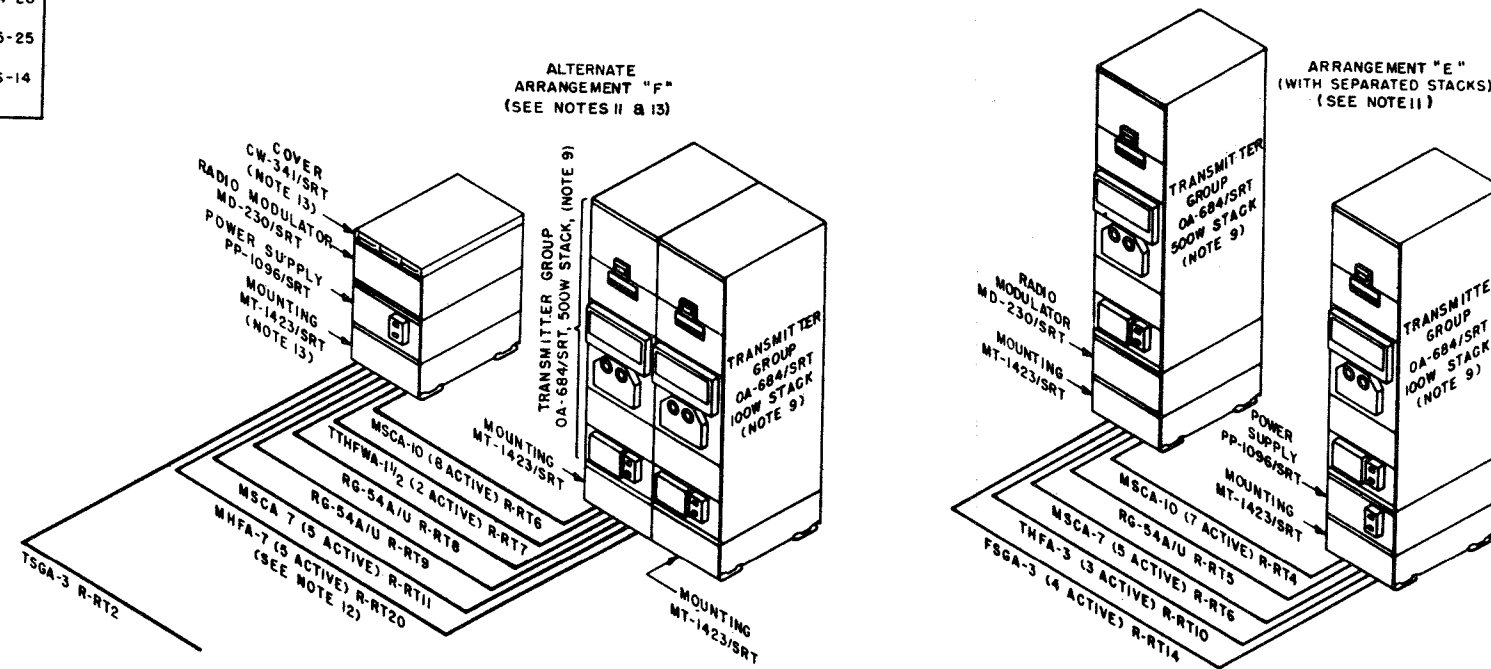 5-25
5-14
ALTERNATE
ARRANGEMENT "F"
(SEE NOTES 11 & 13)
COVER
CW-341/SRT
(NOTE 13)
RADIO MODULATOR
MD-230/SRT
POWER SUPPLY
PP-1096/SRT
MOUNTING
MT-1423/SRT
(NOTE 13)
TRANSMITTER GROUP
OA-684/SRT, 500W STACK, (NOTE 9)
TRANSMITTER
GROUP
OA-684/SRT
100W STACK
(NOTE 9)
MOUNTING
MT-1423/SRT
MSCA-10 (8 ACTIVE) R-RT6
TTHFWA-1½ (2 ACTIVE) R-RT7
RG-54A/U R-RT8
RG-54A/U R-RT9
MSCA 7 (5 ACTIVE) R-RT11
MHFA-7 (5 ACTIVE) R-RT20
(SEE NOTE 12)
TSGA-3 R-RT2
MOUNTING
MT-1423/SRT
ARRANGEMENT "E"
(WITH SEPARATED STACKS)
(SEE NOTE 11)
TRANSMITTER
GROUP
OA-684/SRT
500W STACK
(NOTE 9)
RADIO
MODULATOR
MD-230/SRT
MOUNTING
MT-1423/SRT
TRANSMITTE
GROUP
OA-684/SRT
100W STACK
(NOTE 9)
POWER
SUPPLY
PP-1096/SRT
MOUNTING
MT-1423/SRT
MSCA-10 (7 ACTIVE) R-RT4
RG-54A/U R-RT5
MSCA-7 (5 ACTIVE) R-RT6
THFA-3 (3 ACTIVE) R-RT10
FSGA-3 (4 ACTIVE) R-RT14